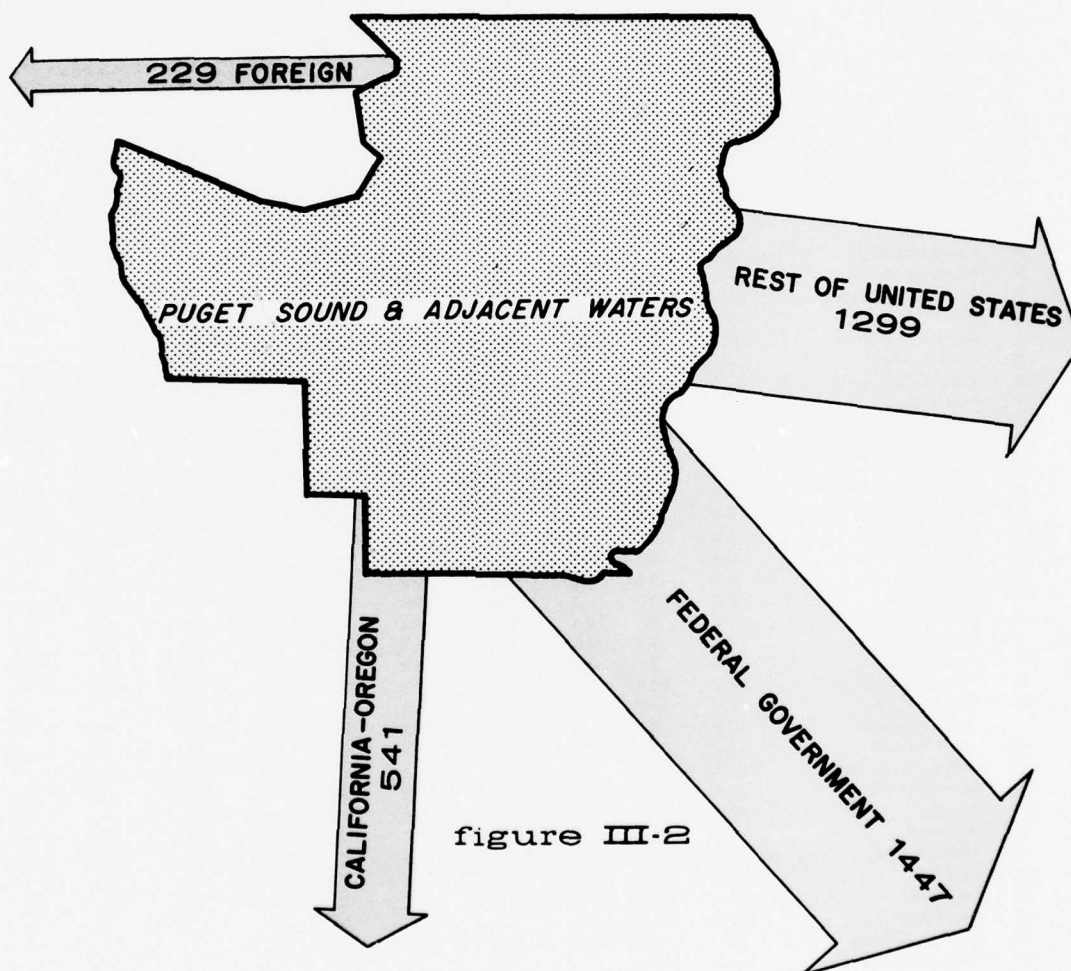 229 FOREIGN
PUGET SOUND & ADJACENT WATERS
REST OF UNITED STATES
1299
FEDERAL GOVERNMENT 1447
CALIFORNIA-OREGON
541
figure III-2